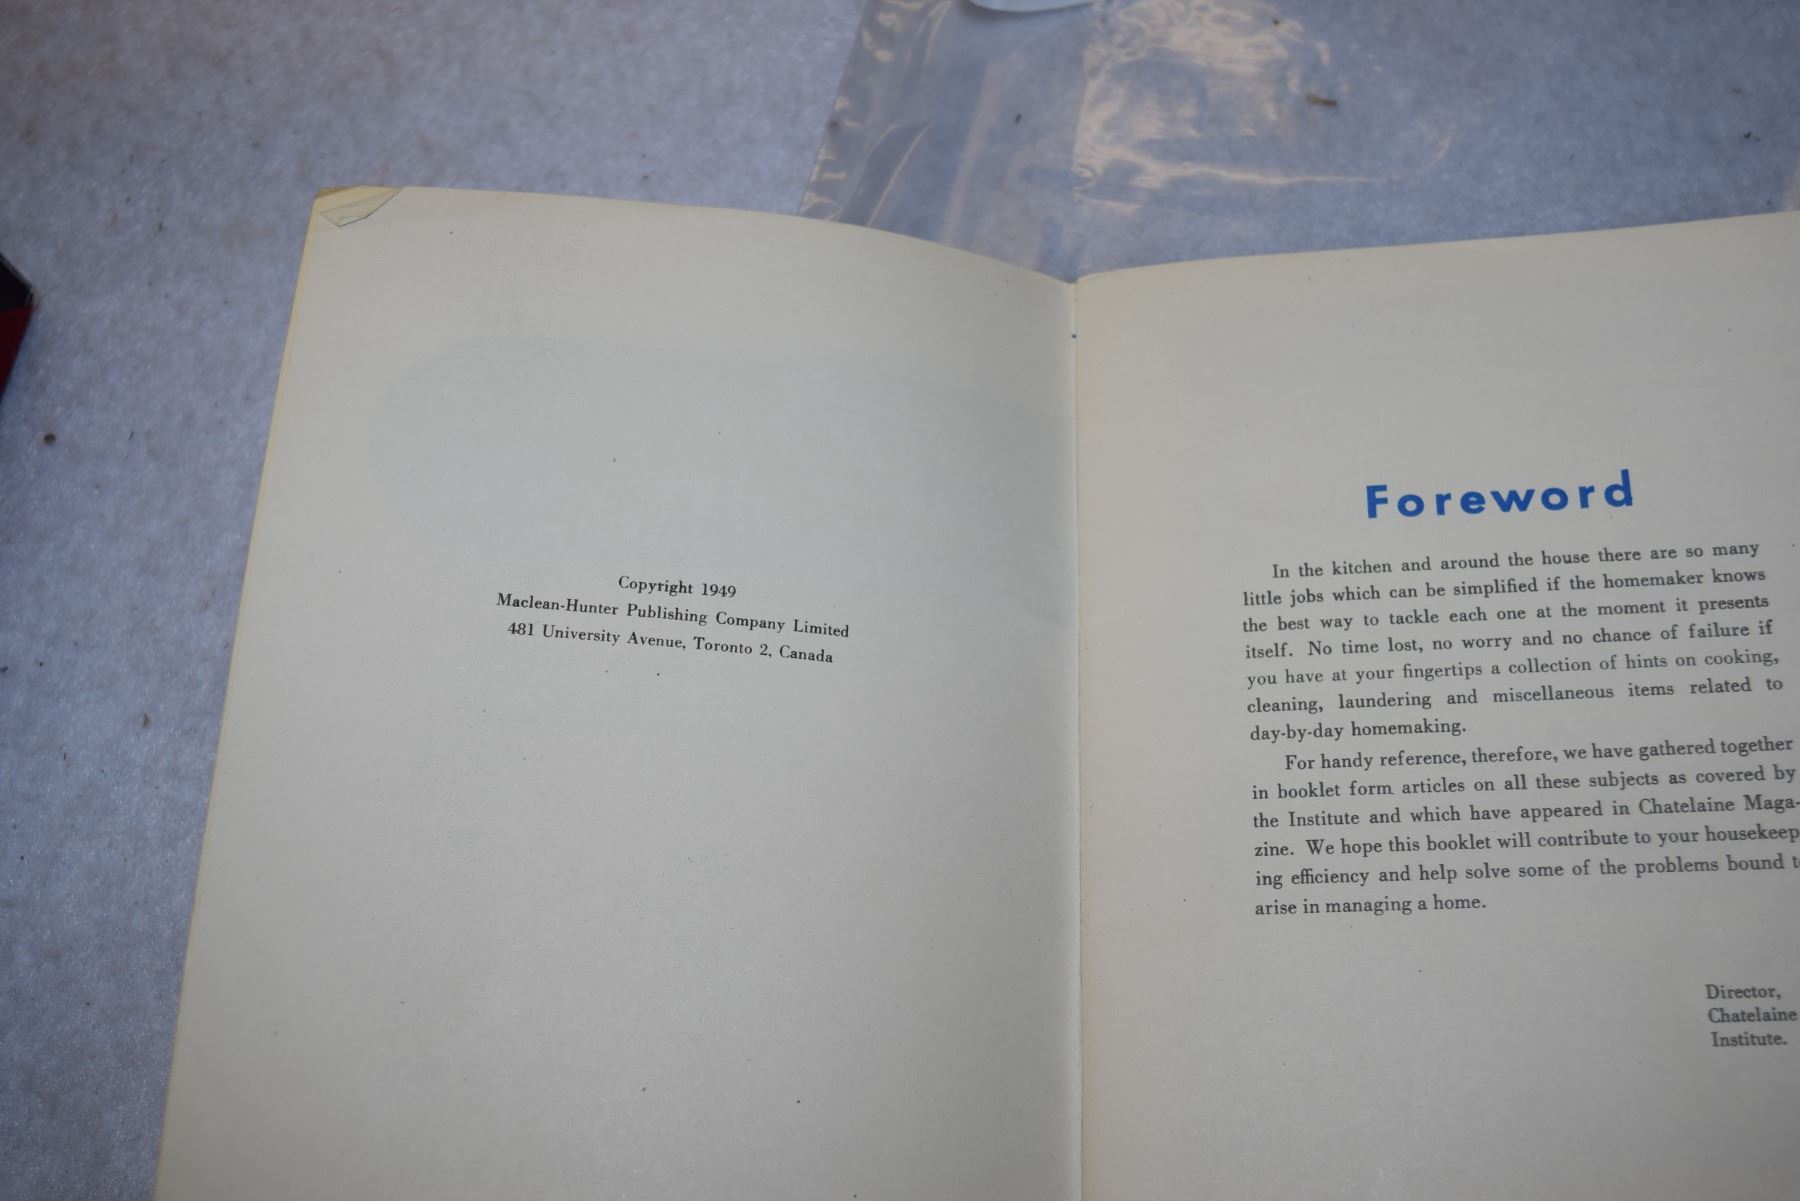 Copyright 1949
Maclean-Hunter Publishing Company Limited
481 University Avenue, Toronto 2, Canada
Foreword
In the kitchen and around the house there are so many
little jobs which can be simplified if the homemaker knows
the best way to tackle each one at the moment it presents
itself. No time lost, no worry and no chance of failure if
you have at your fingertips a collection of hints on cooking,
cleaning, laundering and miscellaneous items related to
day-by-day homemaking.
For handy reference, therefore, we have gathered together
in booklet form articles on all these subjects as covered by
the Institute and which have appeared in Chatelaine Maga-
zine. We hope this booklet will contribute to your housekeep
ing efficiency and help solve some of the problems bound t
arise in managing a home.
Director,
Chatelaine
Institute.